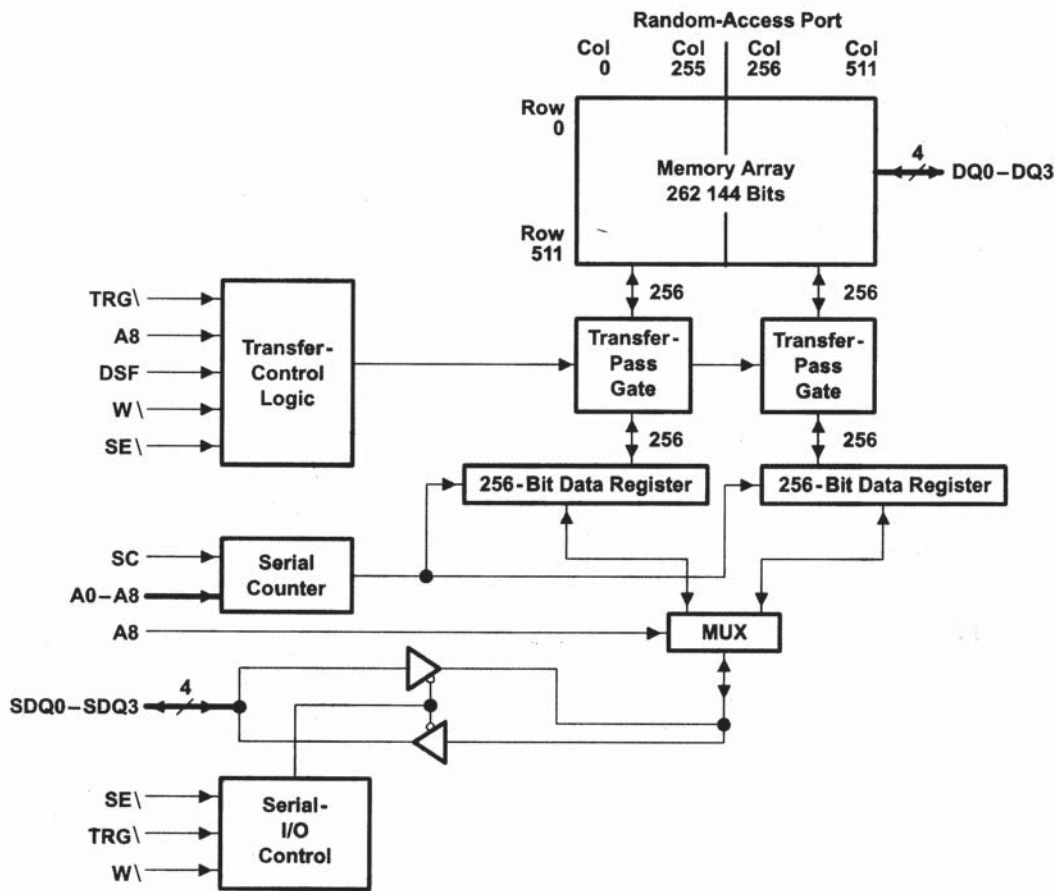 Random-Access Port
Col 0
Col 255
Col 256
Col 511
Row 0
Row 511
Memory Array
262 144 Bits
4
DQ0–DQ3
256
256
TRG\
A8
DSF
W\
SE\
Transfer-
Control
Logic
Transfer-
Pass
Gate
Transfer-
Pass
Gate
256
256
256-Bit Data Register
256-Bit Data Register
SC
A0–A8
Serial
Counter
A8
MUX
4
SDQ0–SDQ3
SE\
TRG\
W\
Serial-
I/O
Control